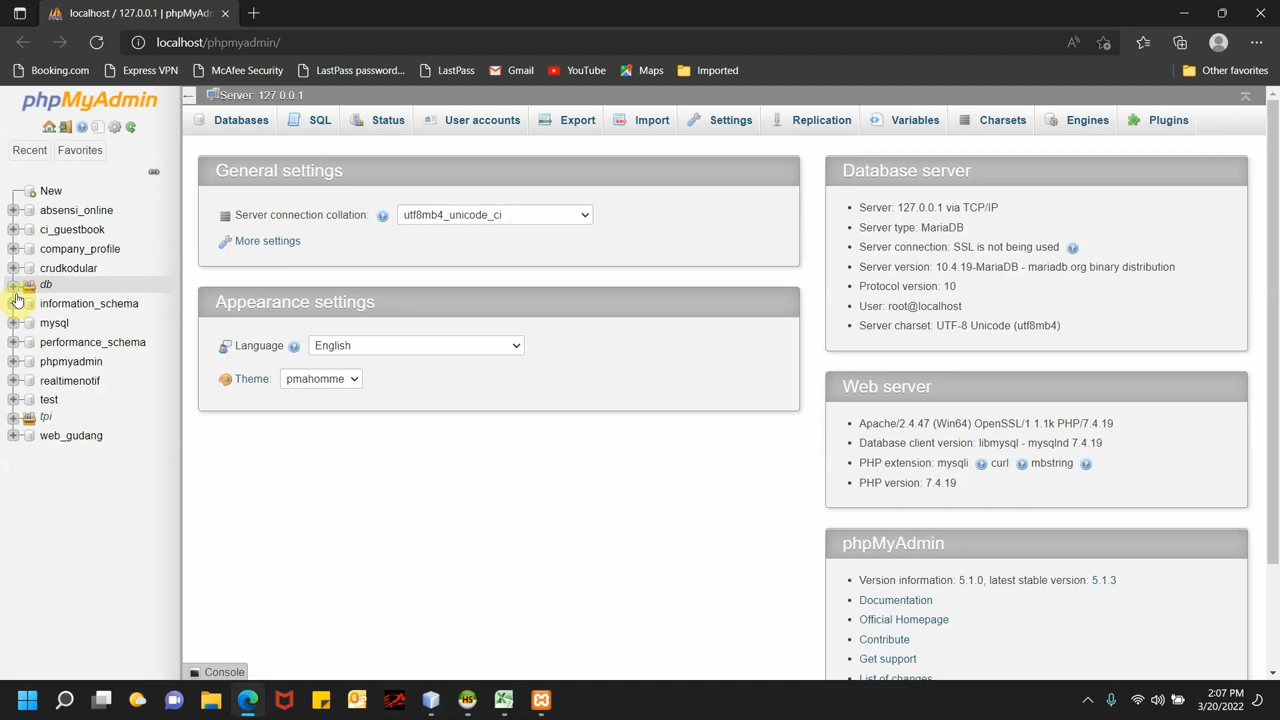 localhost / 127.0.0.1 | phpMyAdm
localhost/phpmyadmin/
Booking.com
Express VPN
McAfee Security
LastPass password...
LastPass
Gmail
YouTube
Maps
Imported
Other favorites
phpMyAdmin
Recent
Favorites
New
absensi_online
ci_guestbook
company_profile
crudkodular
db
information_schema
mysql
performance_schema
phpmyadmin
realtimenotif
test
tpi
web_gudang
Server: 127.0.0.1
Databases
SQL
Status
User accounts
Export
Import
Settings
Replication
Variables
Charsets
Engines
Plugins
General settings
Server connection collation:
utf8mb4_unicode_ci
More settings
Appearance settings
Language
English
Theme:
pmahomme
Database server
• Server: 127.0.0.1 via TCP/IP
• Server type: MariaDB
• Server connection: SSL is not being used
• Server version: 10.4.19-MariaDB - mariadb.org binary distribution
• Protocol version: 10
• User: root@localhost
• Server charset: UTF-8 Unicode (utf8mb4)
Web server
• Apache/2.4.47 (Win64) OpenSSL/1.1.1k PHP/7.4.19
• Database client version: libmysql - mysqlnd 7.4.19
• PHP extension: mysqli curl mbstring
• PHP version: 7.4.19
phpMyAdmin
• Version information: 5.1.0, latest stable version: 5.1.3
• Documentation
• Official Homepage
• Contribute
• Get support
• List of changes
Console
2:07 PM
3/20/2022